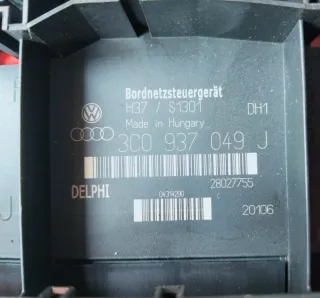 Bordnetzsteuergerät
H37 / S1301 DH1
Made in Hungary
3C0 937 049 J
28027755
DELPHI
20106
J